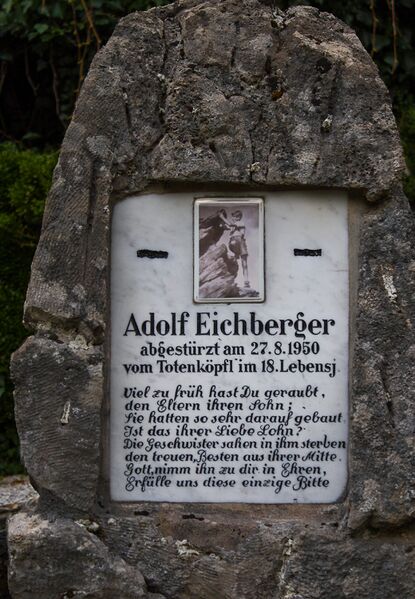 Adolf Eichberger
abgestürzt am 27.8.1950
vom Totenköpfl im 18.Lebensj.
Viel zu früh hast Du geraubt,
den Eltern ihren Sohn;
Sie hatten so sehr darauf gebaut
Ist das ihrer Liebe Lohn?
Die Geschwister sahen in ihm sterben
den treuen, Besten aus ihrer Mitte.
Gott, nimm ihn zu dir in Ehren,
Erfülle uns diese einzige Bitte